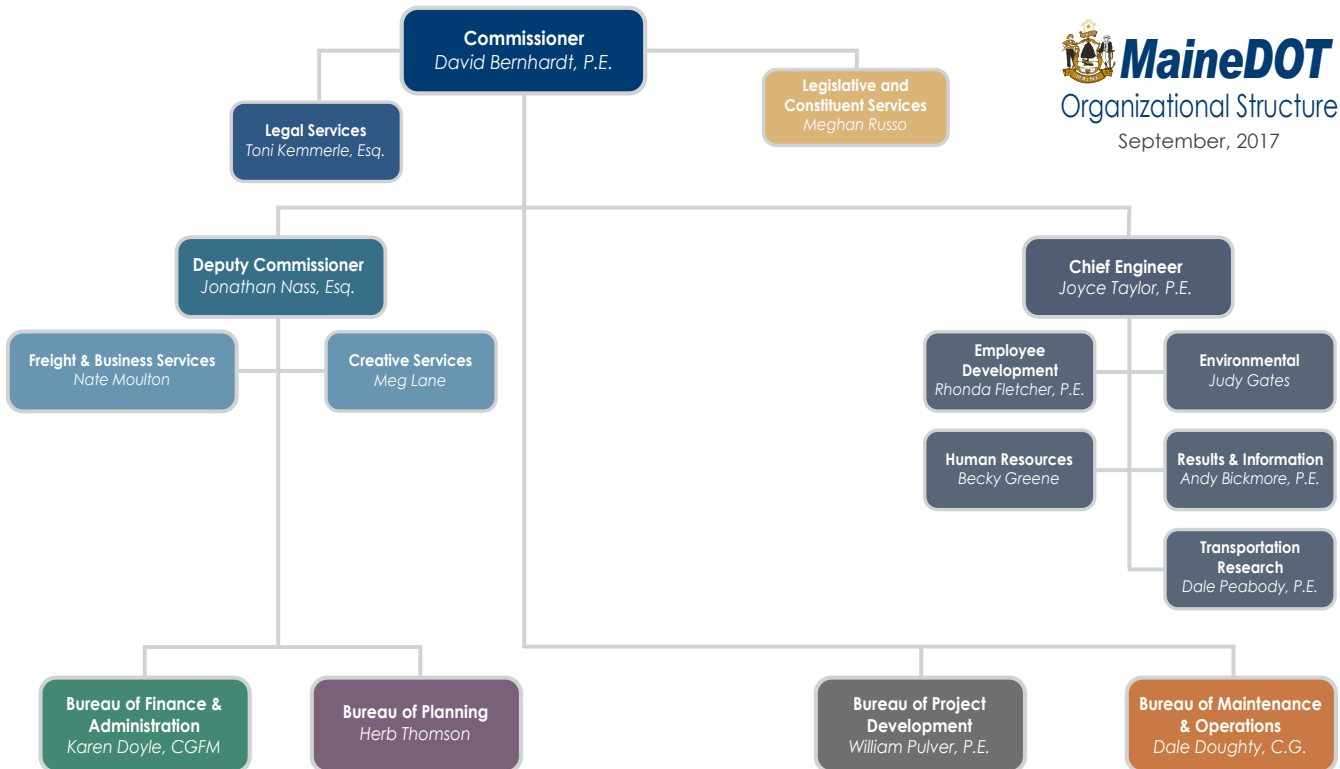 Commissioner
David Bernhardt, P.E.
MaineDOT
Organizational Structure
September, 2017
Legislative and
Constituent Services
Meghan Russo
Legal Services
Toni Kemmerle, Esq.
Deputy Commissioner
Jonathan Nass, Esq.
Chief Engineer
Joyce Taylor, P.E.
Freight & Business Services
Nate Moulton
Creative Services
Meg Lane
Employee
Development
Rhonda Fletcher, P.E.
Environmental
Judy Gates
Human Resources
Becky Greene
Results & Information
Andy Bickmore, P.E.
Transportation
Research
Dale Peabody, P.E.
Bureau of Finance &
Administration
Karen Doyle, CGFM
Bureau of Planning
Herb Thomson
Bureau of Project
Development
William Pulver, P.E.
Bureau of Maintenance
& Operations
Dale Doughty, C.G.